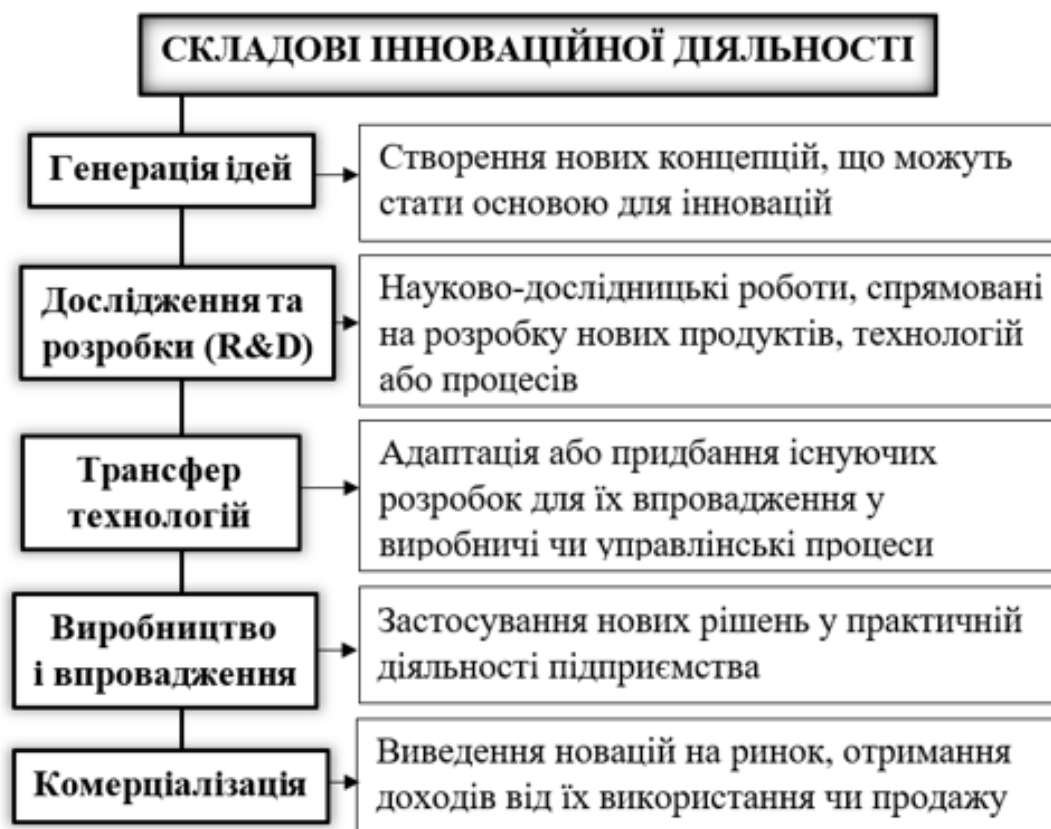 СКЛАДОВІ ІННОВАЦІЙНОЇ ДІЯЛЬНОСТІ
Генерація ідей
Створення нових концепцій, що можуть
стати основою для інновацій
Дослідження та
розробки (R&D)
Науково-дослідницькі роботи, спрямовані
на розробку нових продуктів, технологій
або процесів
Трансфер
технологій
Адаптація або придбання існуючих
розробок для їх впровадження у
виробничі чи управлінські процеси
Виробництво
і впровадження
Застосування нових рішень у практичній
діяльності підприємства
Комерціалізація
Виведення новацій на ринок, отримання
доходів від їх використання чи продажу